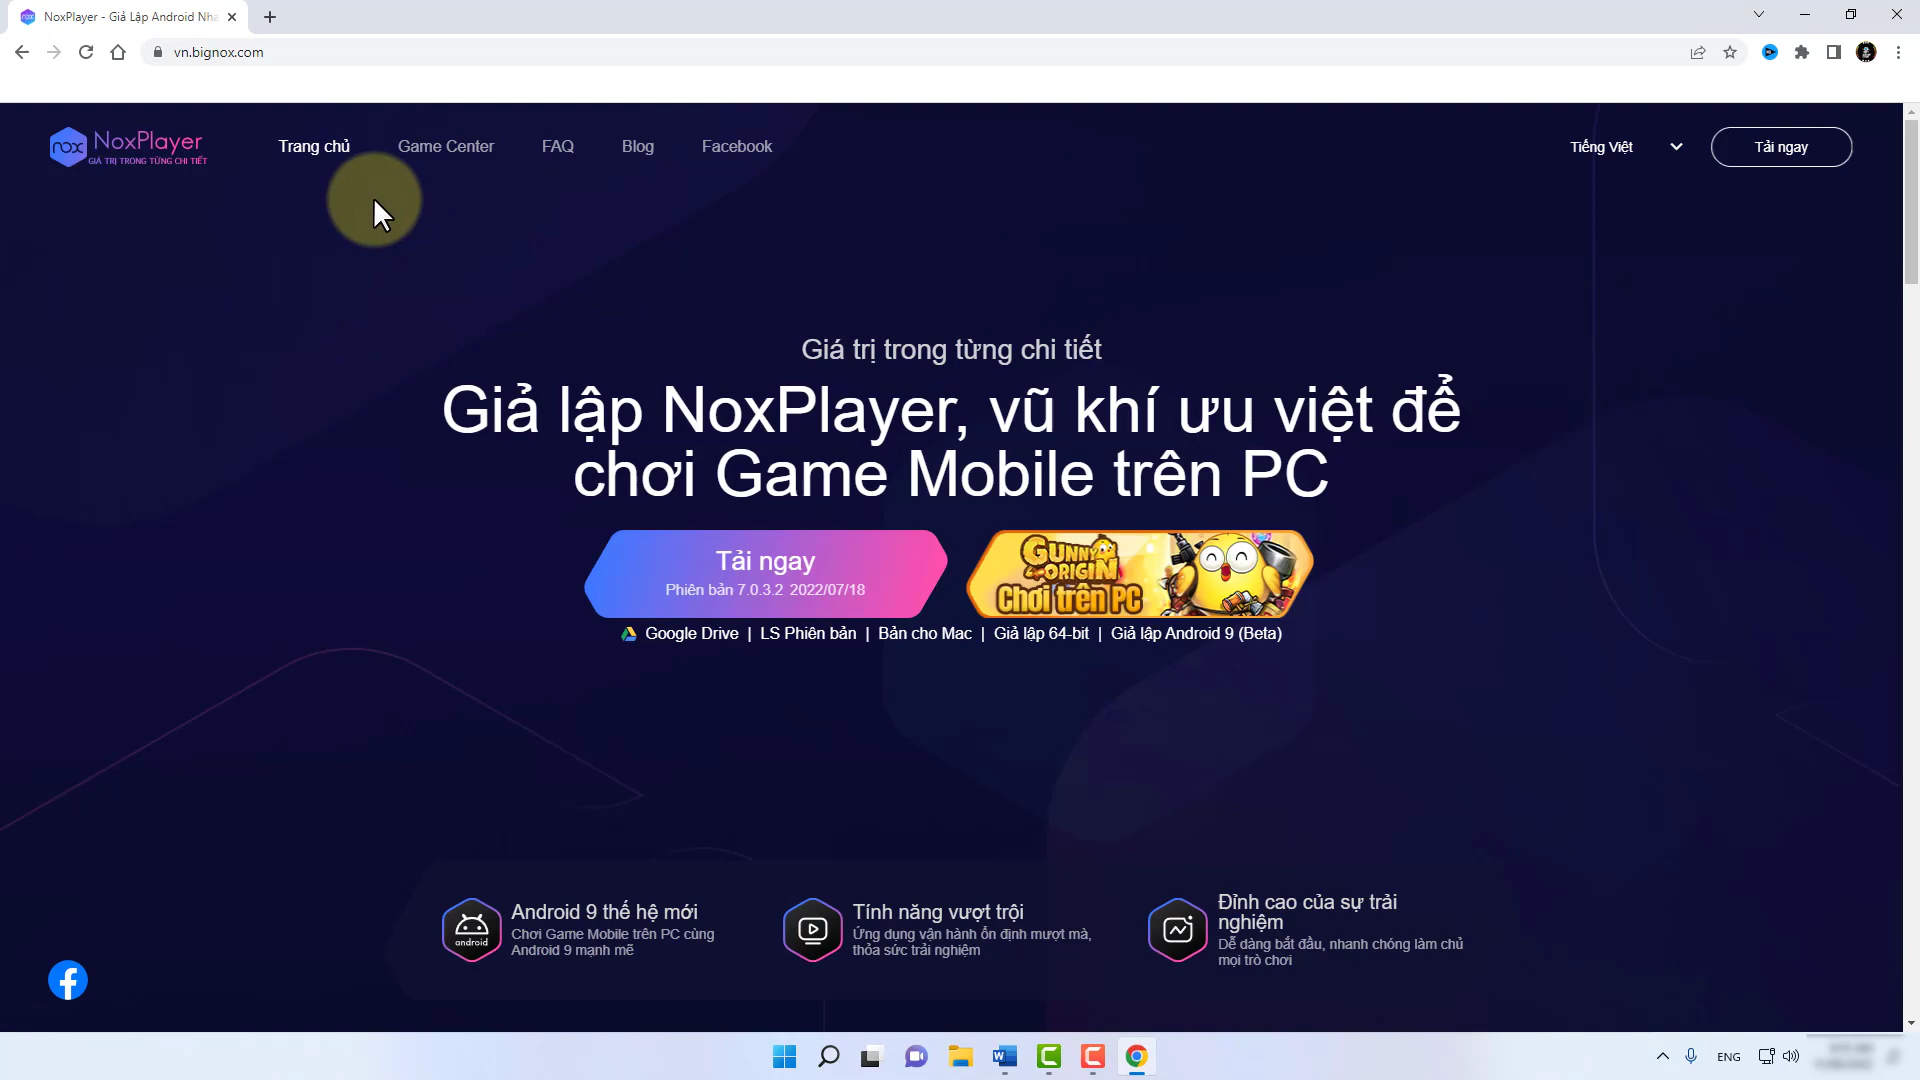 NoxPlayer - Giả Lập Android Nhẹ
vn.bignox.com
nox NoxPlayer
GIÁ TRỊ TRONG TỪNG CHI TIẾT
Trang chủ
Game Center
FAQ
Blog
Facebook
Tiếng Việt
Tải ngay
Giá trị trong từng chi tiết
Giả lập NoxPlayer, vũ khí ưu việt để
chơi Game Mobile trên PC
Tải ngay
Phiên bản 7.0.3.2 2022/07/18
GUNNY
ORIGIN
Chơi trên PC
Google Drive | LS Phiên bản | Bản cho Mac | Giả lập 64-bit | Giả lập Android 9 (Beta)
android
Android 9 thế hệ mới
Chơi Game Mobile trên PC cùng
Android 9 mạnh mẽ
Tính năng vượt trội
Ứng dụng vận hành ổn định mượt mà,
thỏa sức trải nghiệm
Đỉnh cao của sự trải
nghiệm
Dễ dàng bắt đầu, nhanh chóng làm chủ
mọi trò chơi
ENG